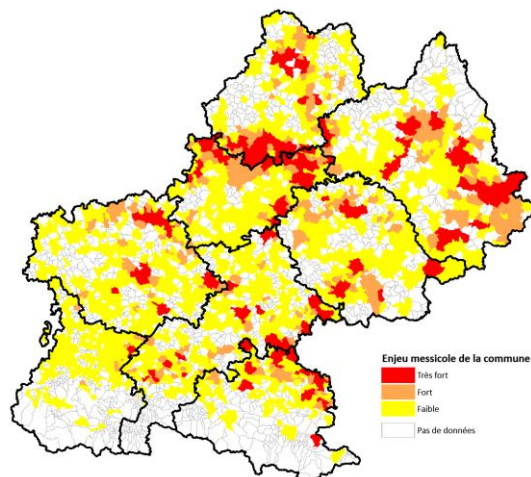 Enjeu messicole de la commune
Très fort
Fort
Faible
Pas de données